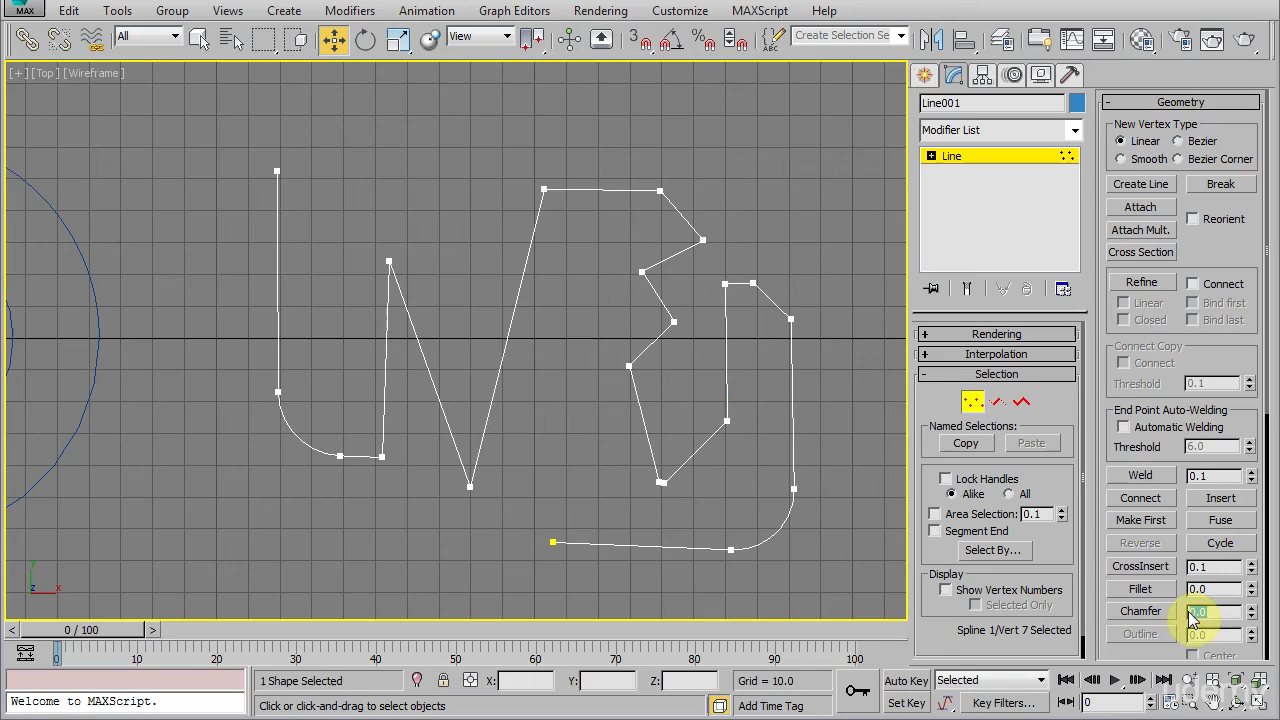 MAX Edit Tools Group Views Create Modifiers Animation Graph Editors Rendering Customize MAXScript Help
All View 3 Create Selection Se
[+][Top][Wireframe]
Line001
Modifier List
Line
Rendering
Interpolation
Selection
Named Selections:
Copy Paste
Lock Handles
Alike All
Area Selection: 0.1
Segment End
Select By...
Display
Show Vertex Numbers
Selected Only
Spline 1/Vert 7 Selected
Geometry
New Vertex Type
Linear Bezier
Smooth Bezier Corner
Create Line Break
Attach Reorient
Attach Mult.
Cross Section
Refine Connect
Linear Bind first
Closed Bind last
Connect Copy
Connect
Threshold 0.1
End Point Auto-Welding
Automatic Welding
Threshold 6.0
Weld 0.1
Connect Insert
Make First Fuse
Reverse Cycle
CrossInsert 0.1
Fillet 0.0
Chamfer 0.0
Outline 0.0
Center
z x
< 0 / 100 >
0 10 20 30 40 50 60 70 80 90 100
1 Shape Selected X: Y: Z: Grid = 10.0 Auto Key Selected
Welcome to MAXScript. Click or click-and-drag to select objects Add Time Tag Set Key Key Filters... 0